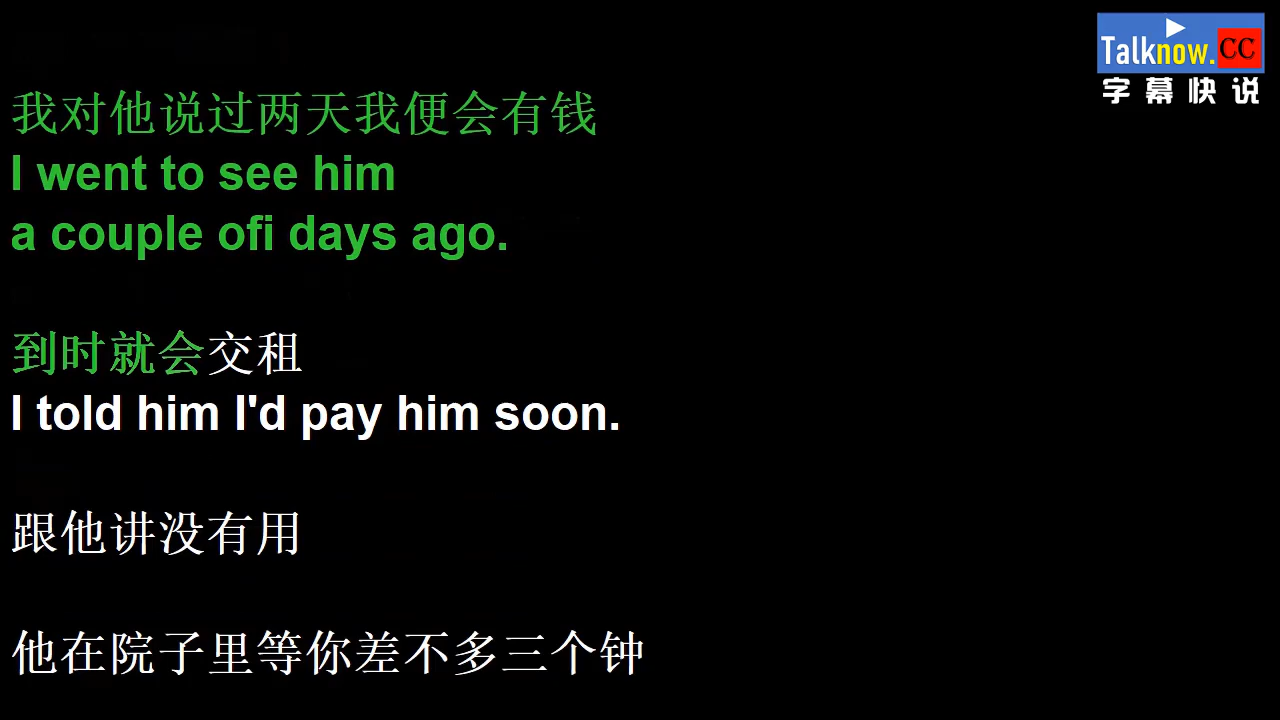 Talknow.CC
字幕快说
我对他说过两天我便会有钱
I went to see him
a couple ofi days ago.
到时就会交租
I told him I'd pay him soon.
跟他讲没有用
他在院子里等你差不多三个钟